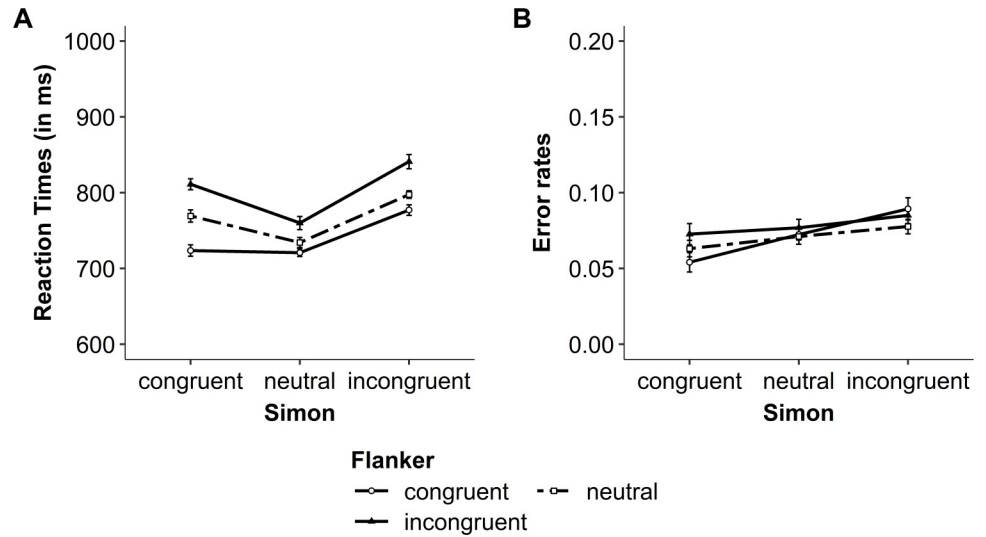 A
Reaction Times (in ms)
1000
900
800
700
600
congruent neutral incongruent
Simon
B
Error rates
0.20
0.15
0.10
0.05
0.00
congruent neutral incongruent
Simon
Flanker
congruent neutral
incongruent